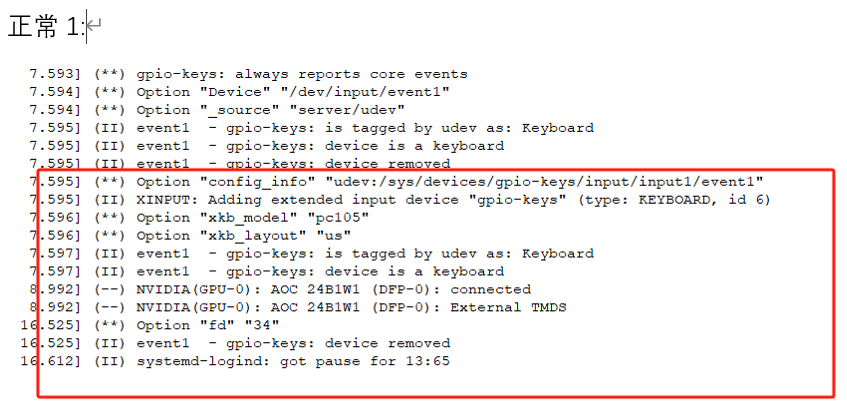 正常 1:
7.593] (**) gpio-keys: always reports core events
7.594] (**) Option "Device" "/dev/input/event1"
7.594] (**) Option "_source" "server/udev"
7.595] (II) event1  - gpio-keys: is tagged by udev as: Keyboard
7.595] (II) event1  - gpio-keys: device is a keyboard
7.595] (II) event1  - gpio-keys: device removed
7.595] (**) Option "config_info" "udev:/sys/devices/gpio-keys/input/input1/event1"
7.595] (II) XINPUT: Adding extended input device "gpio-keys" (type: KEYBOARD, id 6)
7.596] (**) Option "xkb_model" "pc105"
7.596] (**) Option "xkb_layout" "us"
7.597] (II) event1  - gpio-keys: is tagged by udev as: Keyboard
7.597] (II) event1  - gpio-keys: device is a keyboard
8.992] (--) NVIDIA(GPU-0): AOC 24B1W1 (DFP-0): connected
8.992] (--) NVIDIA(GPU-0): AOC 24B1W1 (DFP-0): External TMDS
16.525] (**) Option "fd" "34"
16.525] (II) event1  - gpio-keys: device removed
16.612] (II) systemd-logind: got pause for 13:65